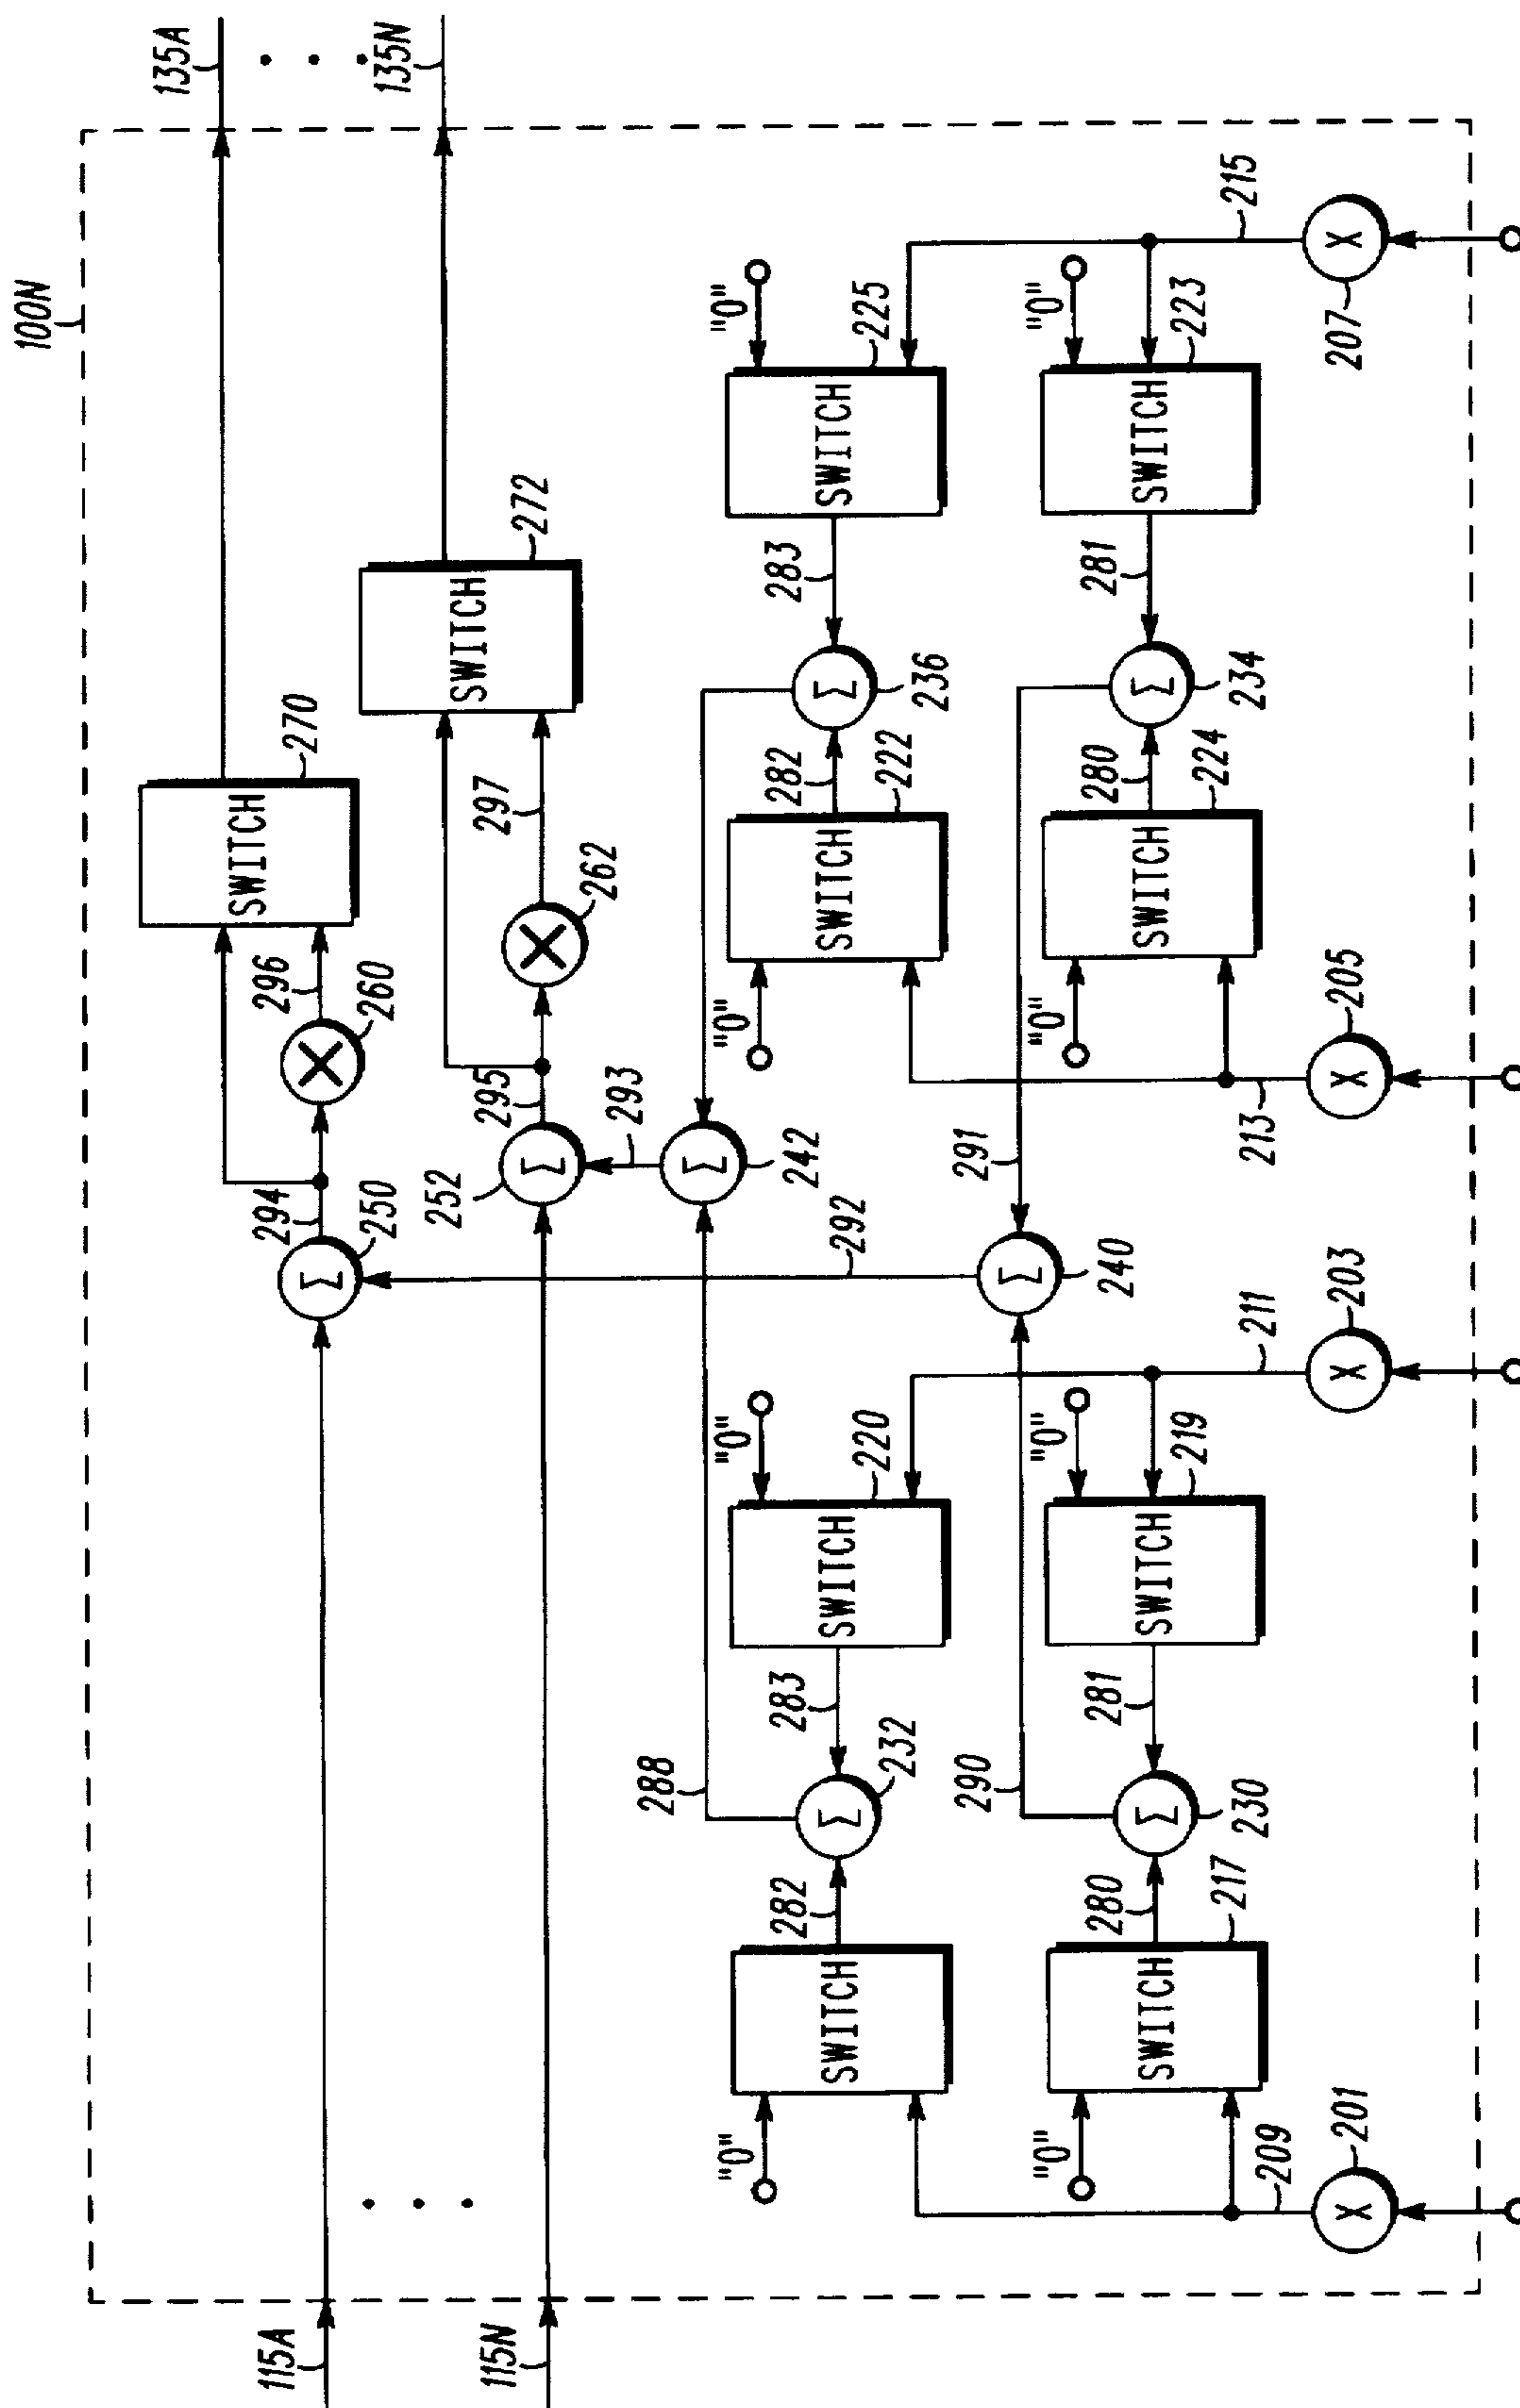 100N
135A
115A
294
296
SWITCH
270
250
260
135N
115N
252
295
297
SWITCH
272
262
293
288
"0"
"0"
"0"
"0"
282
283
242
282
283
SWITCH
SWITCH
SWITCH
SWITCH
292
220
222
225
232
236
290
291
"0"
"0"
"0"
"0"
280
281
240
280
281
SWITCH
SWITCH
SWITCH
SWITCH
217
219
224
223
230
234
209
211
213
215
X
X
X
X
201
203
205
207